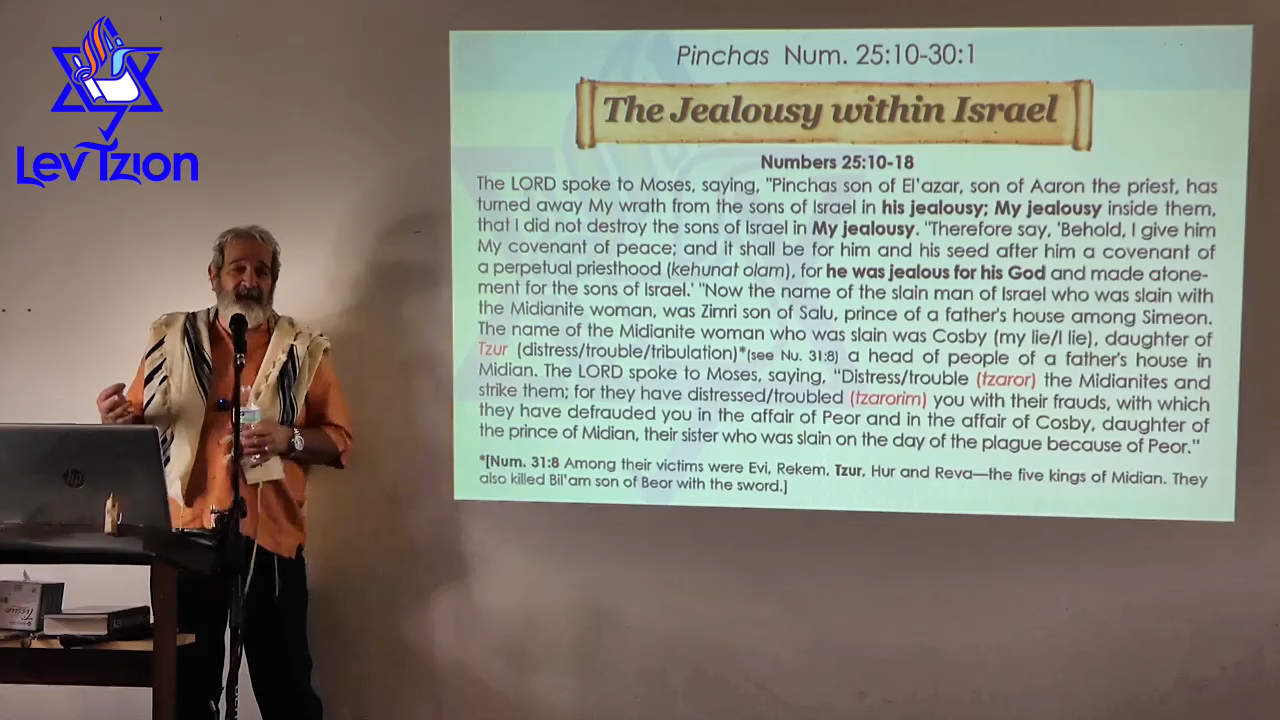 Lev Tzion
Pinchas Num. 25:10-30:1
The Jealousy within Israel
Numbers 25:10-18
The LORD spoke to Moses, saying, "Pinchas son of El'azar, son of Aaron the priest, has
turned away My wrath from the sons of Israel in his jealousy; My jealousy inside them,
that I did not destroy the sons of Israel in My jealousy. "Therefore say, 'Behold, I give him
My covenant of peace; and it shall be for him and his seed after him a covenant of
a perpetual priesthood (kehunat olam), for he was jealous for his God and made atone-
ment for the sons of Israel.' "Now the name of the slain man of Israel who was slain with
the Midianite woman, was Zimri son of Salu, prince of a father's house among Simeon.
The name of the Midianite woman who was slain was Cosby (my lie/I lie), daughter of
Tzur (distress/trouble/tribulation)*(see Nu. 31:8) a head of people of a father's house in
Midian. The LORD spoke to Moses, saying, "Distress/trouble (tzaror) the Midianites and
strike them; for they have distressed/troubled (tzarorim) you with their frauds, with which
they have defrauded you in the affair of Peor and in the affair of Cosby, daughter of
the prince of Midian, their sister who was slain on the day of the plague because of Peor."
*[Num. 31:8 Among their victims were Evi, Rekem, Tzur, Hur and Reva—the five kings of Midian. They
also killed Bil'am son of Beor with the sword.]
hp
Tissue